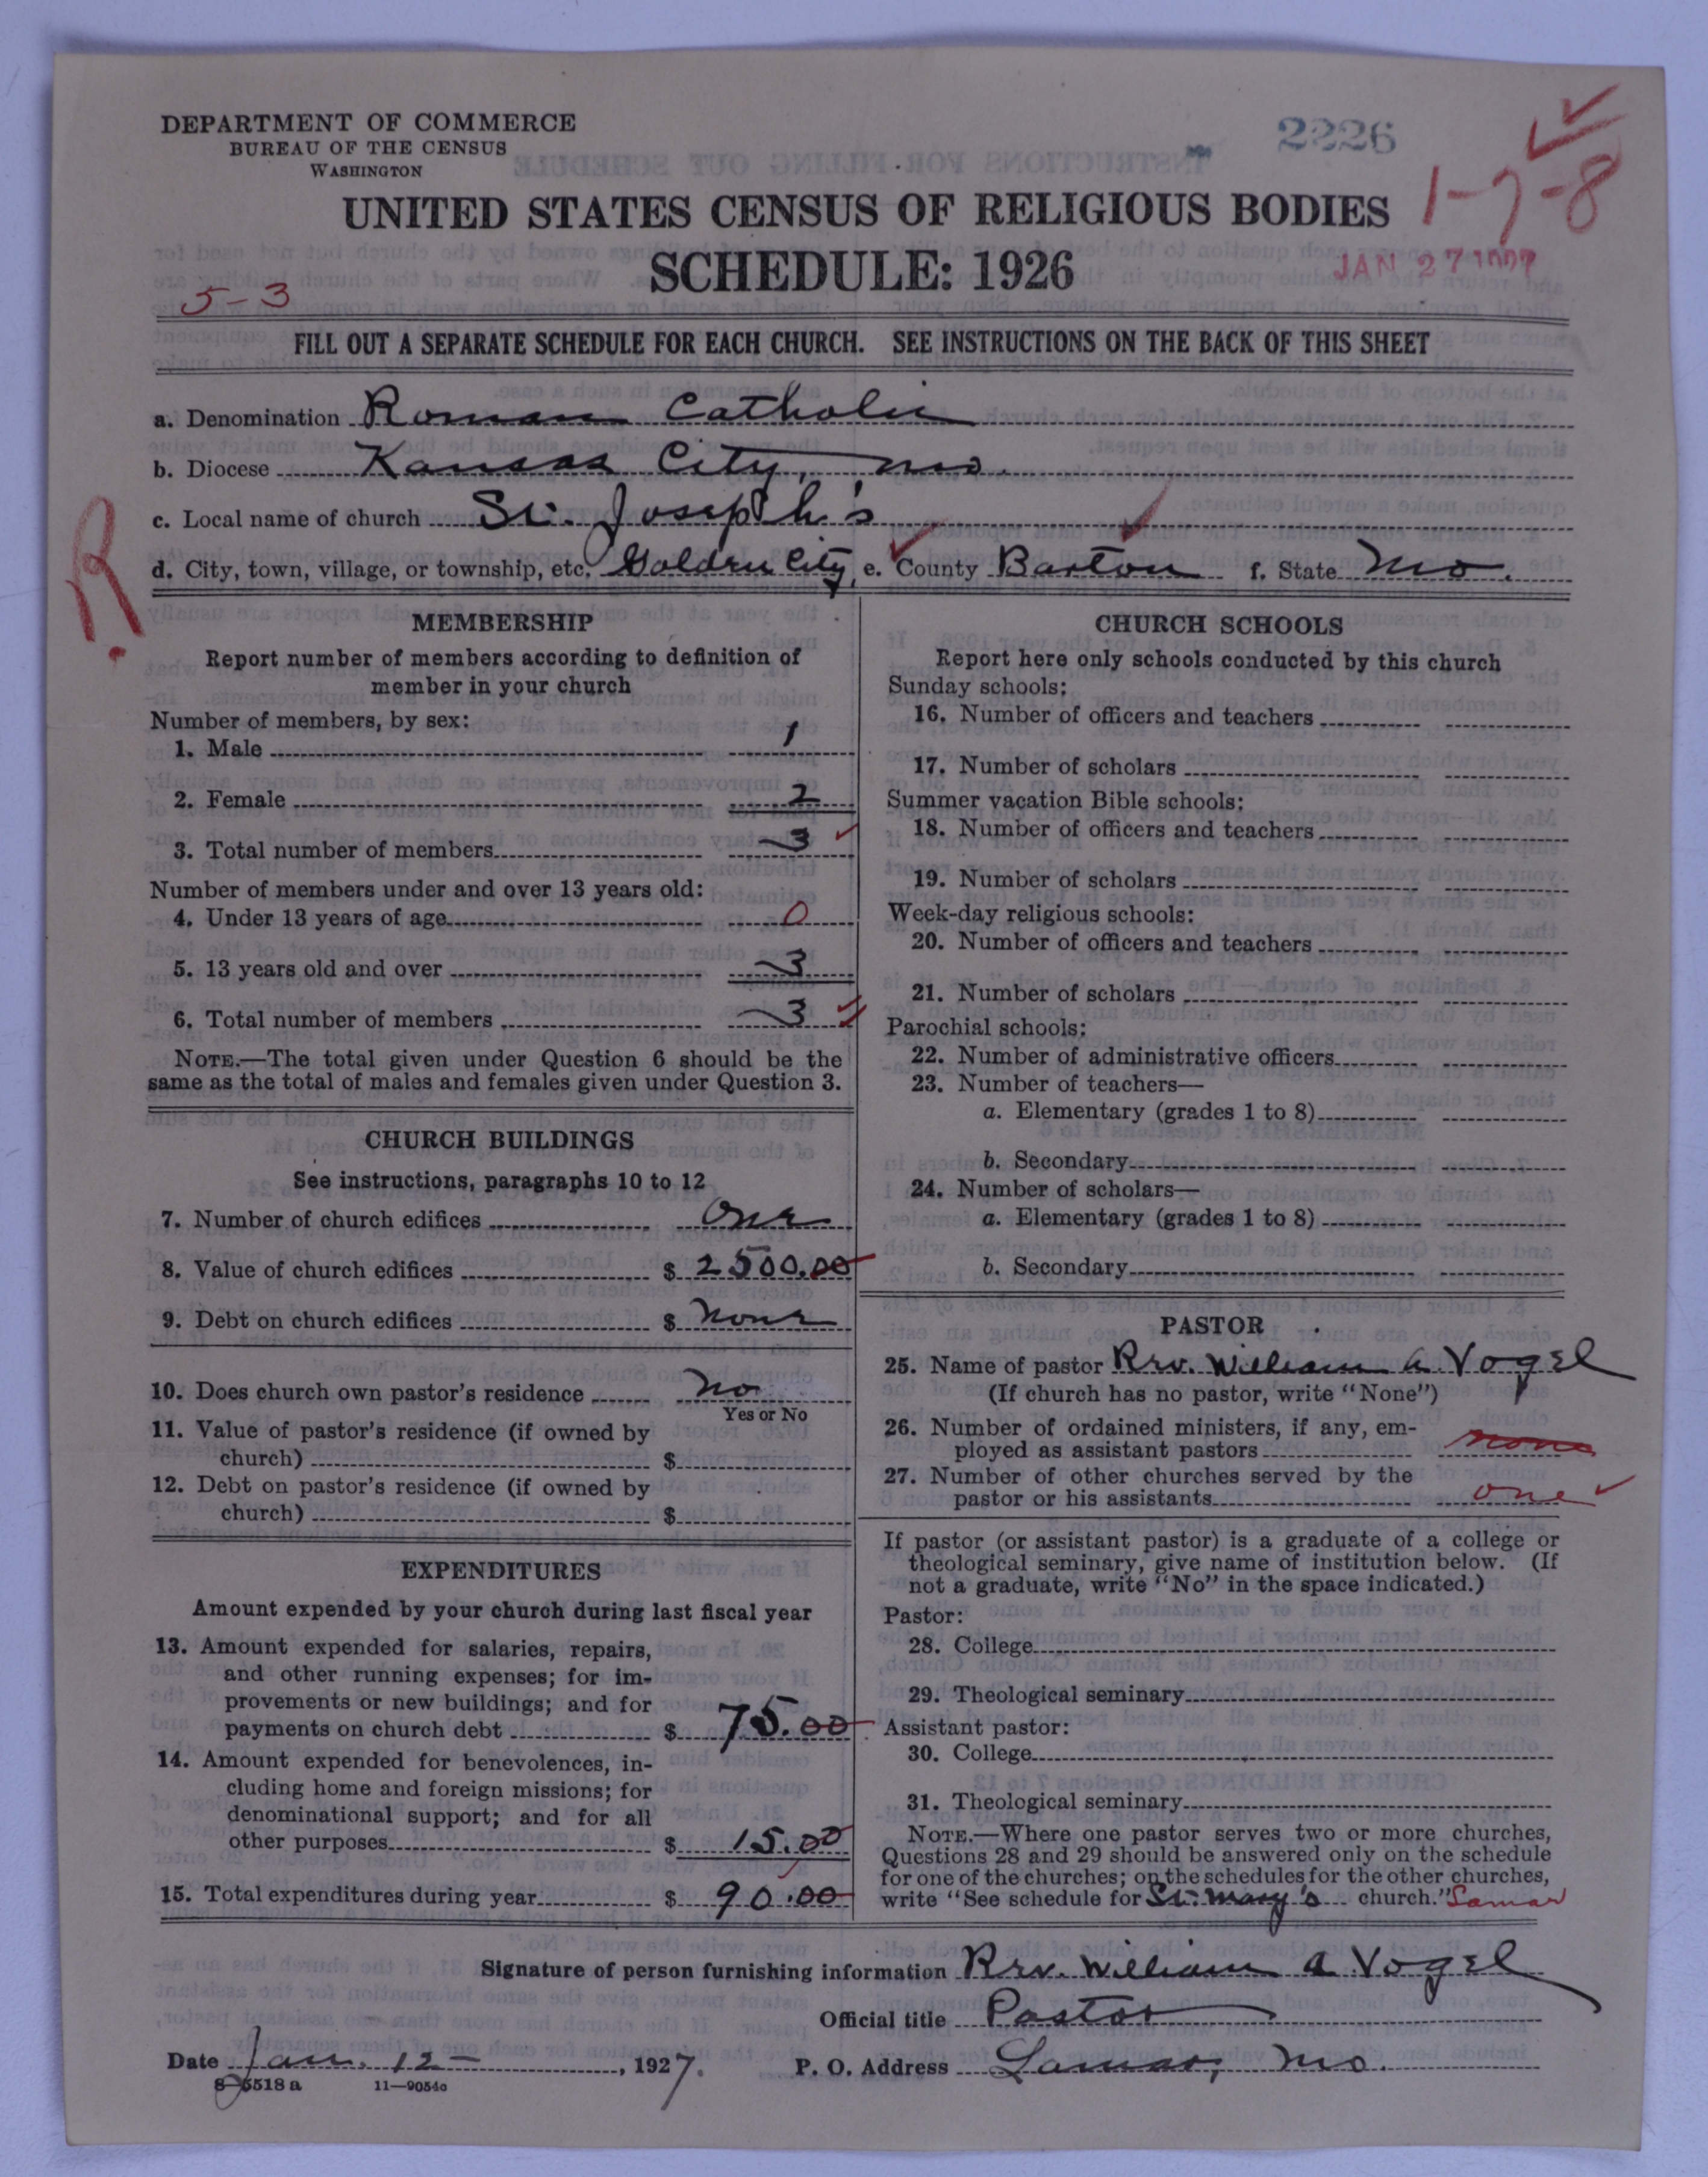 DEPARTMENT OF COMMERCE
BUREAU OF THE CENSUS
WASHINGTON
2226
1-7-8
UNITED STATES CENSUS OF RELIGIOUS BODIES
SCHEDULE: 1926
JAN 27
5-3
FILL OUT A SEPARATE SCHEDULE FOR EACH CHURCH. SEE INSTRUCTIONS ON THE BACK OF THIS SHEET
a. Denomination Roman Catholic
b. Diocese Kansas City, Mo.
c. Local name of church St. Joseph's
d. City, town, village, or township, etc. Golden City, e. County Barton f. State Mo.
R.
MEMBERSHIP
Report number of members according to definition of
member in your church
Number of members, by sex:
1. Male 1
2. Female 2
3. Total number of members 3
Number of members under and over 13 years old:
4. Under 13 years of age 0
5. 13 years old and over 3
6. Total number of members 3
NOTE.—The total given under Question 6 should be the
same as the total of males and females given under Question 3.
CHURCH BUILDINGS
See instructions, paragraphs 10 to 12
7. Number of church edifices One
8. Value of church edifices $ 2500.00
9. Debt on church edifices $ None
10. Does church own pastor's residence No
Yes or No
11. Value of pastor's residence (if owned by
church) $
12. Debt on pastor's residence (if owned by
church) $
EXPENDITURES
Amount expended by your church during last fiscal year
13. Amount expended for salaries, repairs,
and other running expenses; for im-
provements or new buildings; and for
payments on church debt $ 75.00
14. Amount expended for benevolences, in-
cluding home and foreign missions; for
denominational support; and for all
other purposes $ 15.00
15. Total expenditures during year $ 90.00
CHURCH SCHOOLS
Report here only schools conducted by this church
Sunday schools:
16. Number of officers and teachers
17. Number of scholars
Summer vacation Bible schools:
18. Number of officers and teachers
19. Number of scholars
Week-day religious schools:
20. Number of officers and teachers
21. Number of scholars
Parochial schools:
22. Number of administrative officers
23. Number of teachers—
a. Elementary (grades 1 to 8)
b. Secondary
24. Number of scholars—
a. Elementary (grades 1 to 8)
b. Secondary
PASTOR
25. Name of pastor Rev. William A. Vogel
(If church has no pastor, write "None")
26. Number of ordained ministers, if any, em-
ployed as assistant pastors none
27. Number of other churches served by the
pastor or his assistants one
If pastor (or assistant pastor) is a graduate of a college or
theological seminary, give name of institution below. (If
not a graduate, write "No" in the space indicated.)
Pastor:
28. College
29. Theological seminary
Assistant pastor:
30. College
31. Theological seminary
NOTE.—Where one pastor serves two or more churches,
Questions 28 and 29 should be answered only on the schedule
for one of the churches; on the schedules for the other churches,
write "See schedule for St. Mary's church." Lamar
Signature of person furnishing information Rev. William A Vogel
Official title Pastor
Date Jan. 12 , 1927. P. O. Address Lamar, Mo.
8-5518 a 11—9054a